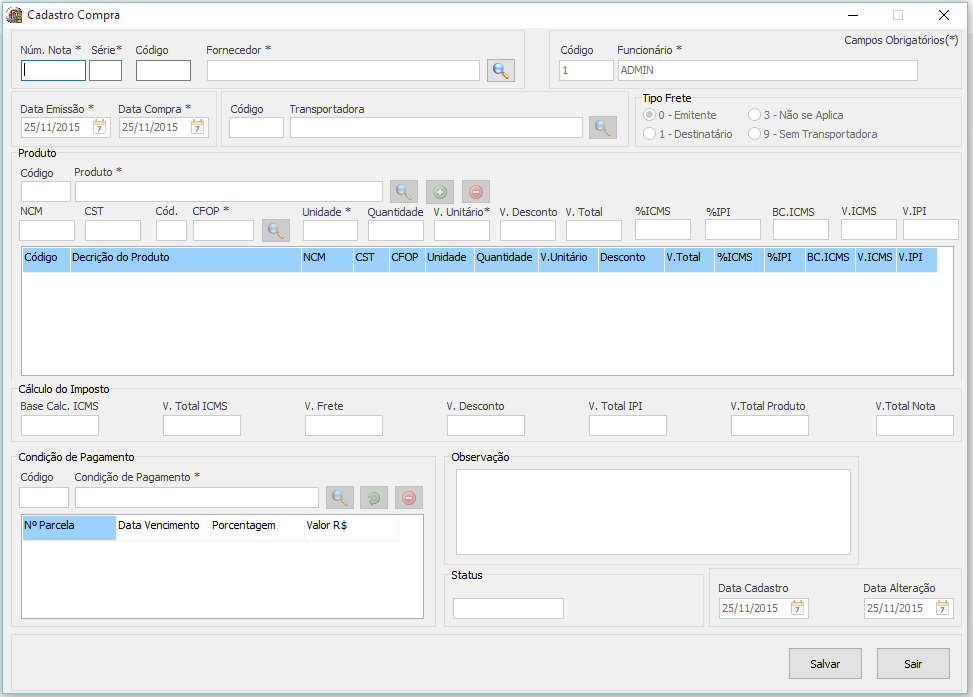 Cadastro Compra
Campos Obrigatórios(*)
Núm. Nota * Série* Código Fornecedor *
Código Funcionário *
1 ADMIN
Data Emissão * Data Compra *
25/11/2015 25/11/2015
Código Transportadora
Tipo Frete
0 - Emitente 3 - Não se Aplica
1 - Destinatário 9 - Sem Transportadora
Produto
Código Produto *
NCM CST Cód. CFOP * Unidade * Quantidade V. Unitário* V. Desconto V. Total %ICMS %IPI BC.ICMS V.ICMS V.IPI
Código Decrição do Produto NCM CST CFOP Unidade Quantidade V.Unitário Desconto V.Total %ICMS %IPI BC.ICMS V.ICMS V.IPI
Cálculo do Imposto
Base Calc. ICMS V. Total ICMS V. Frete V. Desconto V. Total IPI V.Total Produto V.Total Nota
Condição de Pagamento
Código Condição de Pagamento *
Nº Parcela Data Vencimento Porcentagem Valor R$
Observação
Status
Data Cadastro Data Alteração
25/11/2015 25/11/2015
Salvar Sair